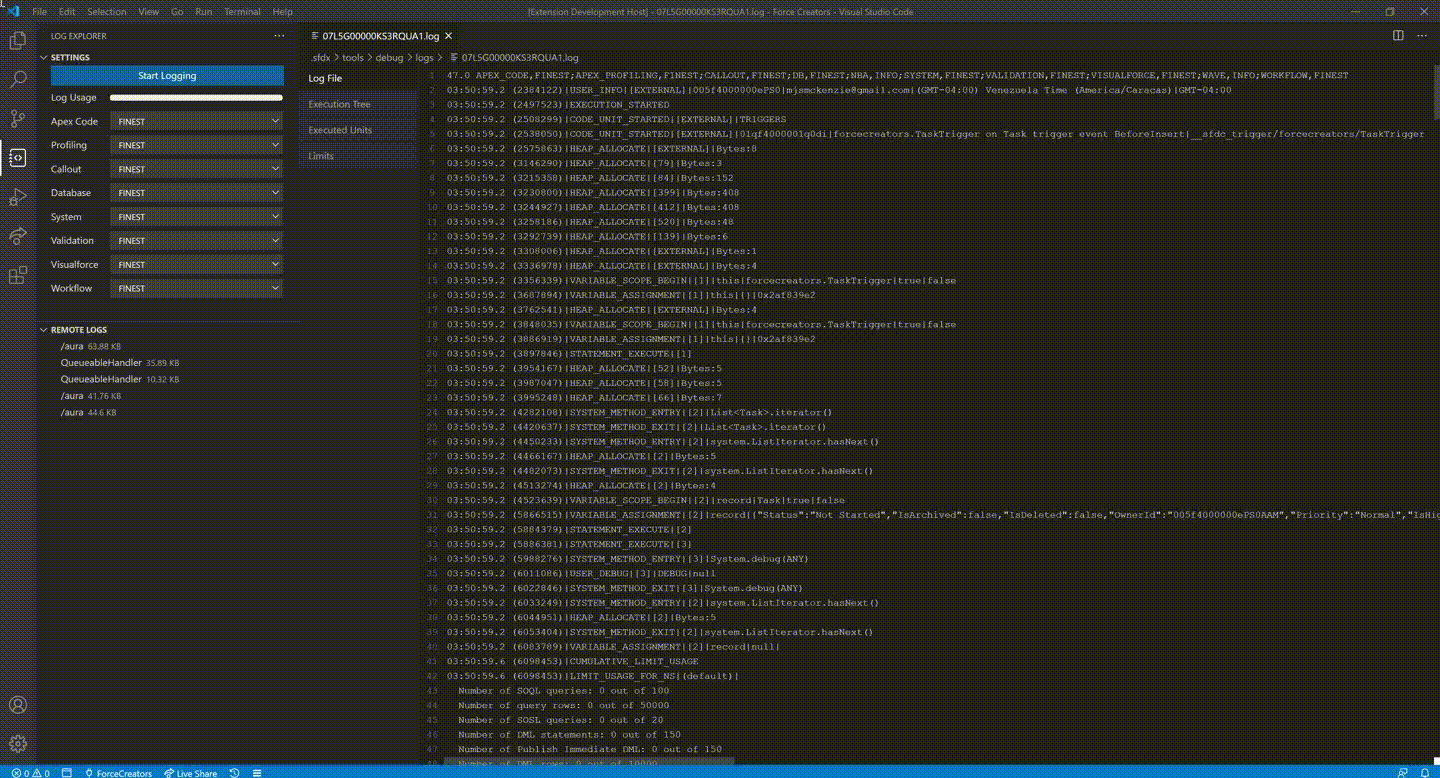 File Edit Selection View Go Run Terminal Help
[Extension Development Host] - 07L5G00000KS3RQUA1.log - Force Creators - Visual Studio Code
LOG EXPLORER
SETTINGS
Start Logging
Log Usage
Apex Code FINEST
Profiling FINEST
Callout FINEST
Database FINEST
System FINEST
Validation FINEST
Visualforce FINEST
Workflow FINEST
REMOTE LOGS
/aura 63.88 KB
QueueableHandler 35.89 KB
QueueableHandler 10.32 KB
/aura 41.76 KB
/aura 44.6 KB
07L5G00000KS3RQUA1.log
.sfdx > tools > debug > logs > 07L5G00000KS3RQUA1.log
Log File
Execution Tree
Executed Units
Limits
1 47.0 APEX_CODE,FINEST;APEX_PROFILING,FINEST;CALLOUT,FINEST;DB,FINEST;NBA,INFO;SYSTEM,FINEST;VALIDATION,FINEST;VISUALFORCE,FINEST;WAVE,INFO;WORKFLOW,FINEST
2 03:50:59.2 (2384122)|USER_INFO|[EXTERNAL]|005f4000000ePS0|mjsmckenzie@gmail.com|(GMT-04:00) Venezuela Time (America/Caracas)|GMT-04:00
3 03:50:59.2 (2497523)|EXECUTION_STARTED
4 03:50:59.2 (2508299)|CODE_UNIT_STARTED|[EXTERNAL]|TRIGGERS
5 03:50:59.2 (2538050)|CODE_UNIT_STARTED|[EXTERNAL]|01qf4000001q0di|forcecreators.TaskTrigger on Task trigger event BeforeInsert|__sfdc_trigger/forcecreators/TaskTrigger
6 03:50:59.2 (2575863)|HEAP_ALLOCATE|[EXTERNAL]|Bytes:8
7 03:50:59.2 (3146290)|HEAP_ALLOCATE|[79]|Bytes:3
8 03:50:59.2 (3215358)|HEAP_ALLOCATE|[84]|Bytes:152
9 03:50:59.2 (3230800)|HEAP_ALLOCATE|[399]|Bytes:408
10 03:50:59.2 (3244927)|HEAP_ALLOCATE|[412]|Bytes:408
11 03:50:59.2 (3258186)|HEAP_ALLOCATE|[520]|Bytes:48
12 03:50:59.2 (3292739)|HEAP_ALLOCATE|[139]|Bytes:6
13 03:50:59.2 (3308006)|HEAP_ALLOCATE|[EXTERNAL]|Bytes:1
14 03:50:59.2 (3336978)|HEAP_ALLOCATE|[EXTERNAL]|Bytes:4
15 03:50:59.2 (3356339)|VARIABLE_SCOPE_BEGIN|[1]|this|forcecreators.TaskTrigger|true|false
16 03:50:59.2 (3687894)|VARIABLE_ASSIGNMENT|[1]|this|{}|0x2af839e2
17 03:50:59.2 (3762541)|HEAP_ALLOCATE|[EXTERNAL]|Bytes:4
18 03:50:59.2 (3848035)|VARIABLE_SCOPE_BEGIN|[1]|this|forcecreators.TaskTrigger|true|false
19 03:50:59.2 (3886919)|VARIABLE_ASSIGNMENT|[1]|this|{}|0x2af839e2
20 03:50:59.2 (3897846)|STATEMENT_EXECUTE|[1]
21 03:50:59.2 (3954167)|HEAP_ALLOCATE|[52]|Bytes:5
22 03:50:59.2 (3987047)|HEAP_ALLOCATE|[58]|Bytes:5
23 03:50:59.2 (3995248)|HEAP_ALLOCATE|[66]|Bytes:7
24 03:50:59.2 (4282108)|SYSTEM_METHOD_ENTRY|[2]|List<Task>.iterator()
25 03:50:59.2 (4420637)|SYSTEM_METHOD_EXIT|[2]|List<Task>.iterator()
26 03:50:59.2 (4450233)|SYSTEM_METHOD_ENTRY|[2]|system.ListIterator.hasNext()
27 03:50:59.2 (4466167)|HEAP_ALLOCATE|[2]|Bytes:5
28 03:50:59.2 (4482073)|SYSTEM_METHOD_EXIT|[2]|system.ListIterator.hasNext()
29 03:50:59.2 (4513274)|HEAP_ALLOCATE|[2]|Bytes:4
30 03:50:59.2 (4523639)|VARIABLE_SCOPE_BEGIN|[2]|record|Task|true|false
31 03:50:59.2 (5866515)|VARIABLE_ASSIGNMENT|[2]|record|{"Status":"Not Started","IsArchived":false,"IsDeleted":false,"OwnerId":"005f4000000ePS0AAM","Priority":"Normal","IsHig
32 03:50:59.2 (5884379)|STATEMENT_EXECUTE|[2]
33 03:50:59.2 (5886381)|STATEMENT_EXECUTE|[3]
34 03:50:59.2 (5988276)|SYSTEM_METHOD_ENTRY|[3]|System.debug(ANY)
35 03:50:59.2 (6011086)|USER_DEBUG|[3]|DEBUG|null
36 03:50:59.2 (6022846)|SYSTEM_METHOD_EXIT|[3]|System.debug(ANY)
37 03:50:59.2 (6033249)|SYSTEM_METHOD_ENTRY|[2]|system.ListIterator.hasNext()
38 03:50:59.2 (6044951)|HEAP_ALLOCATE|[2]|Bytes:5
39 03:50:59.2 (6053404)|SYSTEM_METHOD_EXIT|[2]|system.ListIterator.hasNext()
40 03:50:59.2 (6083789)|VARIABLE_ASSIGNMENT|[2]|record|null|
41 03:50:59.6 (6098453)|CUMULATIVE_LIMIT_USAGE
42 03:50:59.6 (6098453)|LIMIT_USAGE_FOR_NS|(default)|
43 Number of SOQL queries: 0 out of 100
44 Number of query rows: 0 out of 50000
45 Number of SOSL queries: 0 out of 20
46 Number of DML statements: 0 out of 150
47 Number of Publish Immediate DML: 0 out of 150
48 Number of DML rows: 0 out of 10000
0 0 ForceCreators Live Share